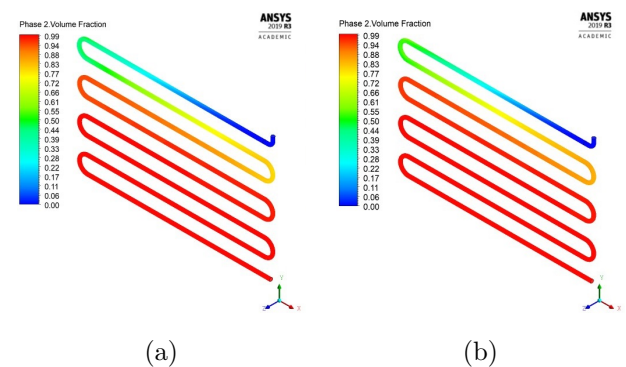 Phase 2.Volume Fraction
0.99
0.94
0.88
0.83
0.77
0.72
0.66
0.61
0.55
0.50
0.44
0.39
0.33
0.28
0.22
0.17
0.11
0.06
0.00
ANSYS
2019 R3
ACADEMIC
Y
Z
X
(a)
Phase 2.Volume Fraction
0.99
0.94
0.88
0.83
0.77
0.72
0.66
0.61
0.55
0.50
0.44
0.39
0.33
0.28
0.22
0.17
0.11
0.06
0.00
ANSYS
2019 R3
ACADEMIC
Y
Z
X
(b)